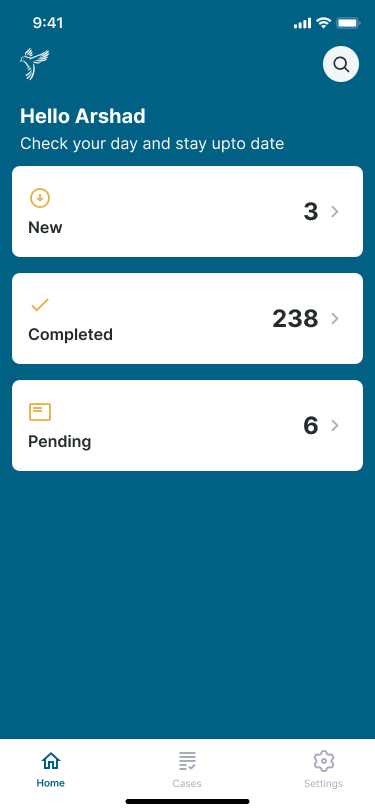 9:41
Hello Arshad
Check your day and stay upto date
New
3
Completed
238
Pending
6
Home
Cases
Settings